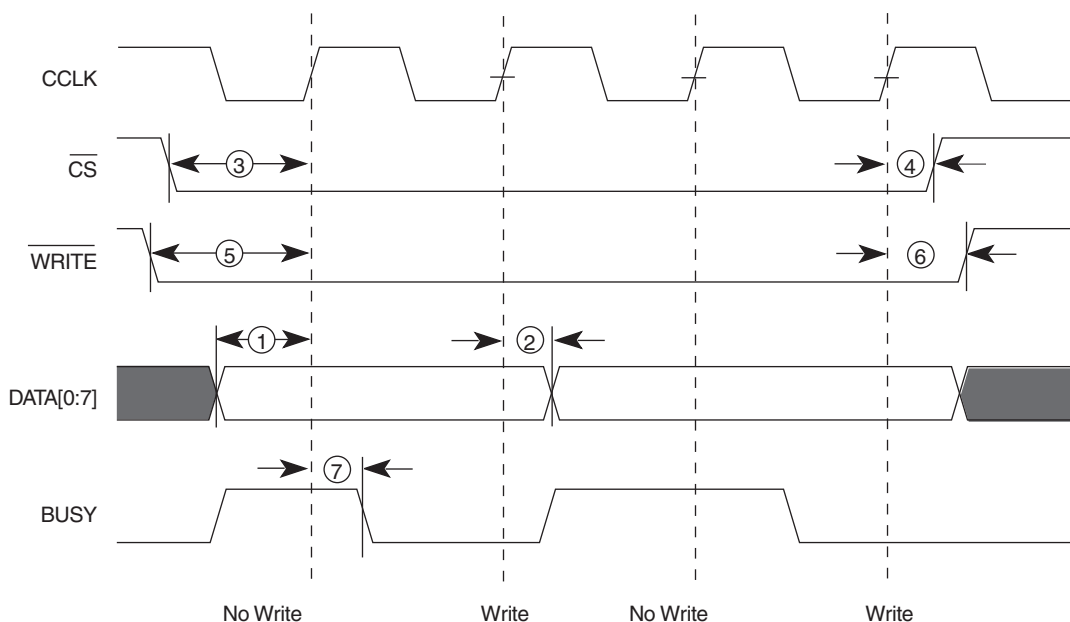 CCLK
CS
3
4
WRITE
5
6
1
2
DATA[0:7]
7
BUSY
No Write Write No Write Write